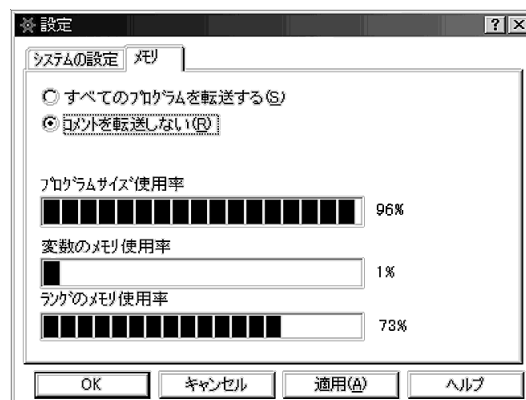 設定
システムの設定 メモリ
すべてのプログラムを転送する(S)
コメントを転送しない(R)
プログラムサイズ使用率
96%
変数のメモリ使用率
1%
ラングのメモリ使用率
73%
OK キャンセル 適用(A) ヘルプ